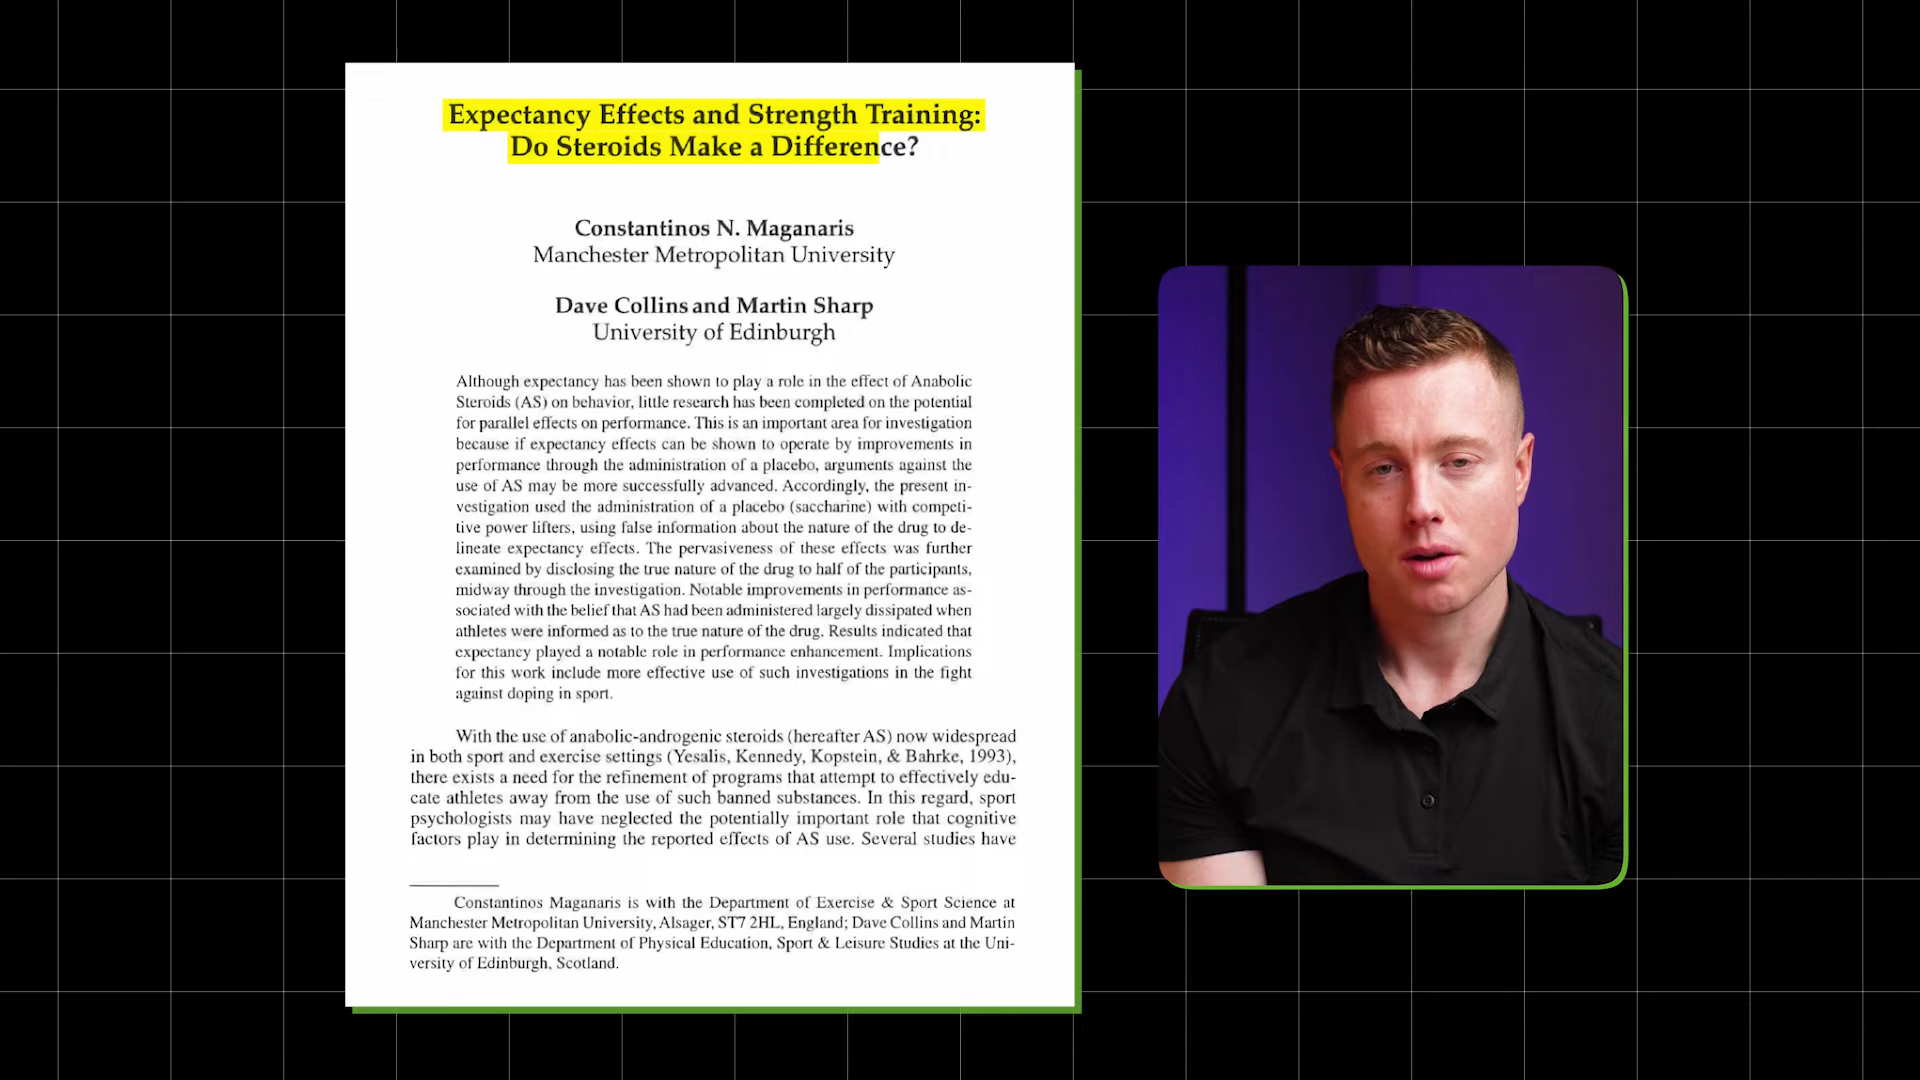 Expectancy Effects and Strength Training:
Do Steroids Make a Difference?
Constantinos N. Maganaris
Manchester Metropolitan University
Dave Collins and Martin Sharp
University of Edinburgh
Although expectancy has been shown to play a role in the effect of Anabolic
Steroids (AS) on behavior, little research has been completed on the potential
for parallel effects on performance. This is an important area for investigation
because if expectancy effects can be shown to operate by improvements in
performance through the administration of a placebo, arguments against the
use of AS may be more successfully advanced. Accordingly, the present in-
vestigation used the administration of a placebo (saccharine) with competi-
tive power lifters, using false information about the nature of the drug to de-
lineate expectancy effects. The pervasiveness of these effects was further
examined by disclosing the true nature of the drug to half of the participants,
midway through the investigation. Notable improvements in performance as-
sociated with the belief that AS had been administered largely dissipated when
athletes were informed as to the true nature of the drug. Results indicated that
expectancy played a notable role in performance enhancement. Implications
for this work include more effective use of such investigations in the fight
against doping in sport.
With the use of anabolic-androgenic steroids (hereafter AS) now widespread
in both sport and exercise settings (Yesalis, Kennedy, Kopstein, & Bahrke, 1993),
there exists a need for the refinement of programs that attempt to effectively edu-
cate athletes away from the use of such banned substances. In this regard, sport
psychologists may have neglected the potentially important role that cognitive
factors play in determining the reported effects of AS use. Several studies have
Constantinos Maganaris is with the Department of Exercise & Sport Science at
Manchester Metropolitan University, Alsager, ST7 2HL, England; Dave Collins and Martin
Sharp are with the Department of Physical Education, Sport & Leisure Studies at the Uni-
versity of Edinburgh, Scotland.